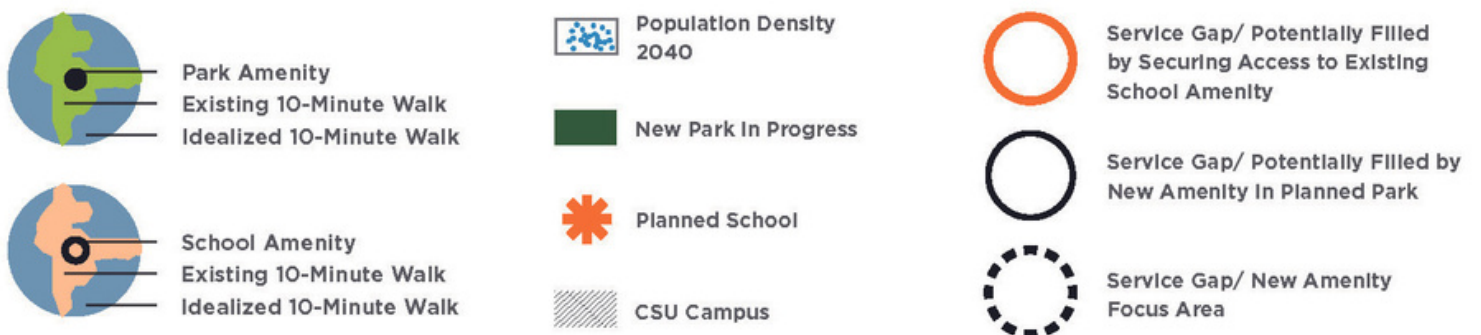 Park Amenity
Existing 10-Minute Walk
Idealized 10-Minute Walk
School Amenity
Existing 10-Minute Walk
Idealized 10-Minute Walk
Population Density
2040
New Park In Progress
Planned School
CSU Campus
Service Gap/ Potentially Filled
by Securing Access to Existing
School Amenity
Service Gap/ Potentially Filled by
New Amenity In Planned Park
Service Gap/ New Amenity
Focus Area